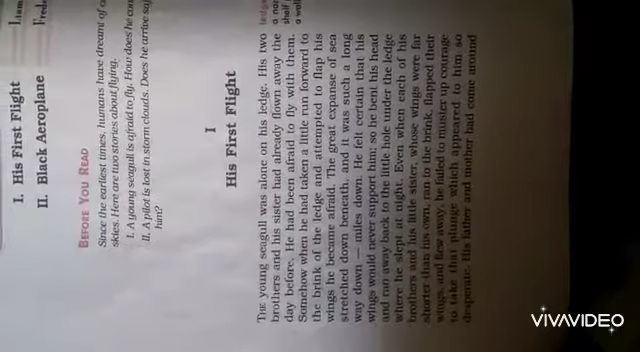 I. His First Flight
II. Black Aeroplane
BEFORE YOU READ
Since the earliest times, humans have dreamt of
skies. Here are two stories about flying.
I. A young seagull is afraid to fly. How does he
II. A pilot is lost in storm clouds. Does he arrive
him?
I
His First Flight
THE young seagull was alone on his ledge. His two
brothers and his sister had already flown away the
day before. He had been afraid to fly with them.
Somehow when he had taken a little run forward to
the brink of the ledge and attempted to flap his
wings he became afraid. The great expanse of sea
stretched down beneath, and it was such a long
way down — miles down. He felt certain that his
wings would never support him; so he bent his head
and ran away back to the little hole under the ledge
where he slept at night. Even when each of his
brothers and his little sister, whose wings were far
shorter than his own, ran to the brink, flapped their
wings, and flew away, he failed to muster up courage
to take that plunge which appeared to him so
desperate. His father and mother had come around
ledge
a nar
shelf
a wall
VIVAVIDEO